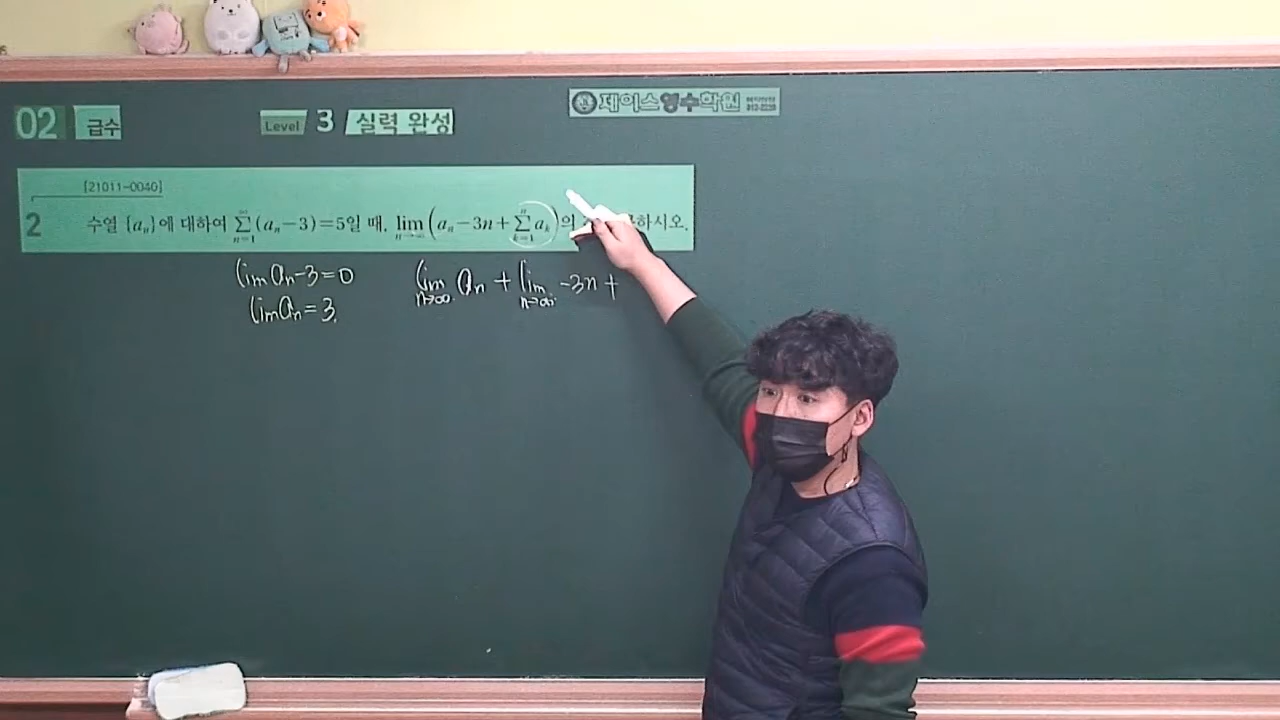 제이스영수학원
02 급수 Level 3 실력 완성
[21011-0040]
2 수열 {aₙ}에 대하여 ∑_{n=1}^{∞}(aₙ-3)=5일 때, lim_{n→∞}(aₙ-3n+∑_{k=1}^{n}aₖ)의 하시오.
lim aₙ-3=0
lim_{n→∞} aₙ + lim_{n→∞} -3n +
lim aₙ=3.